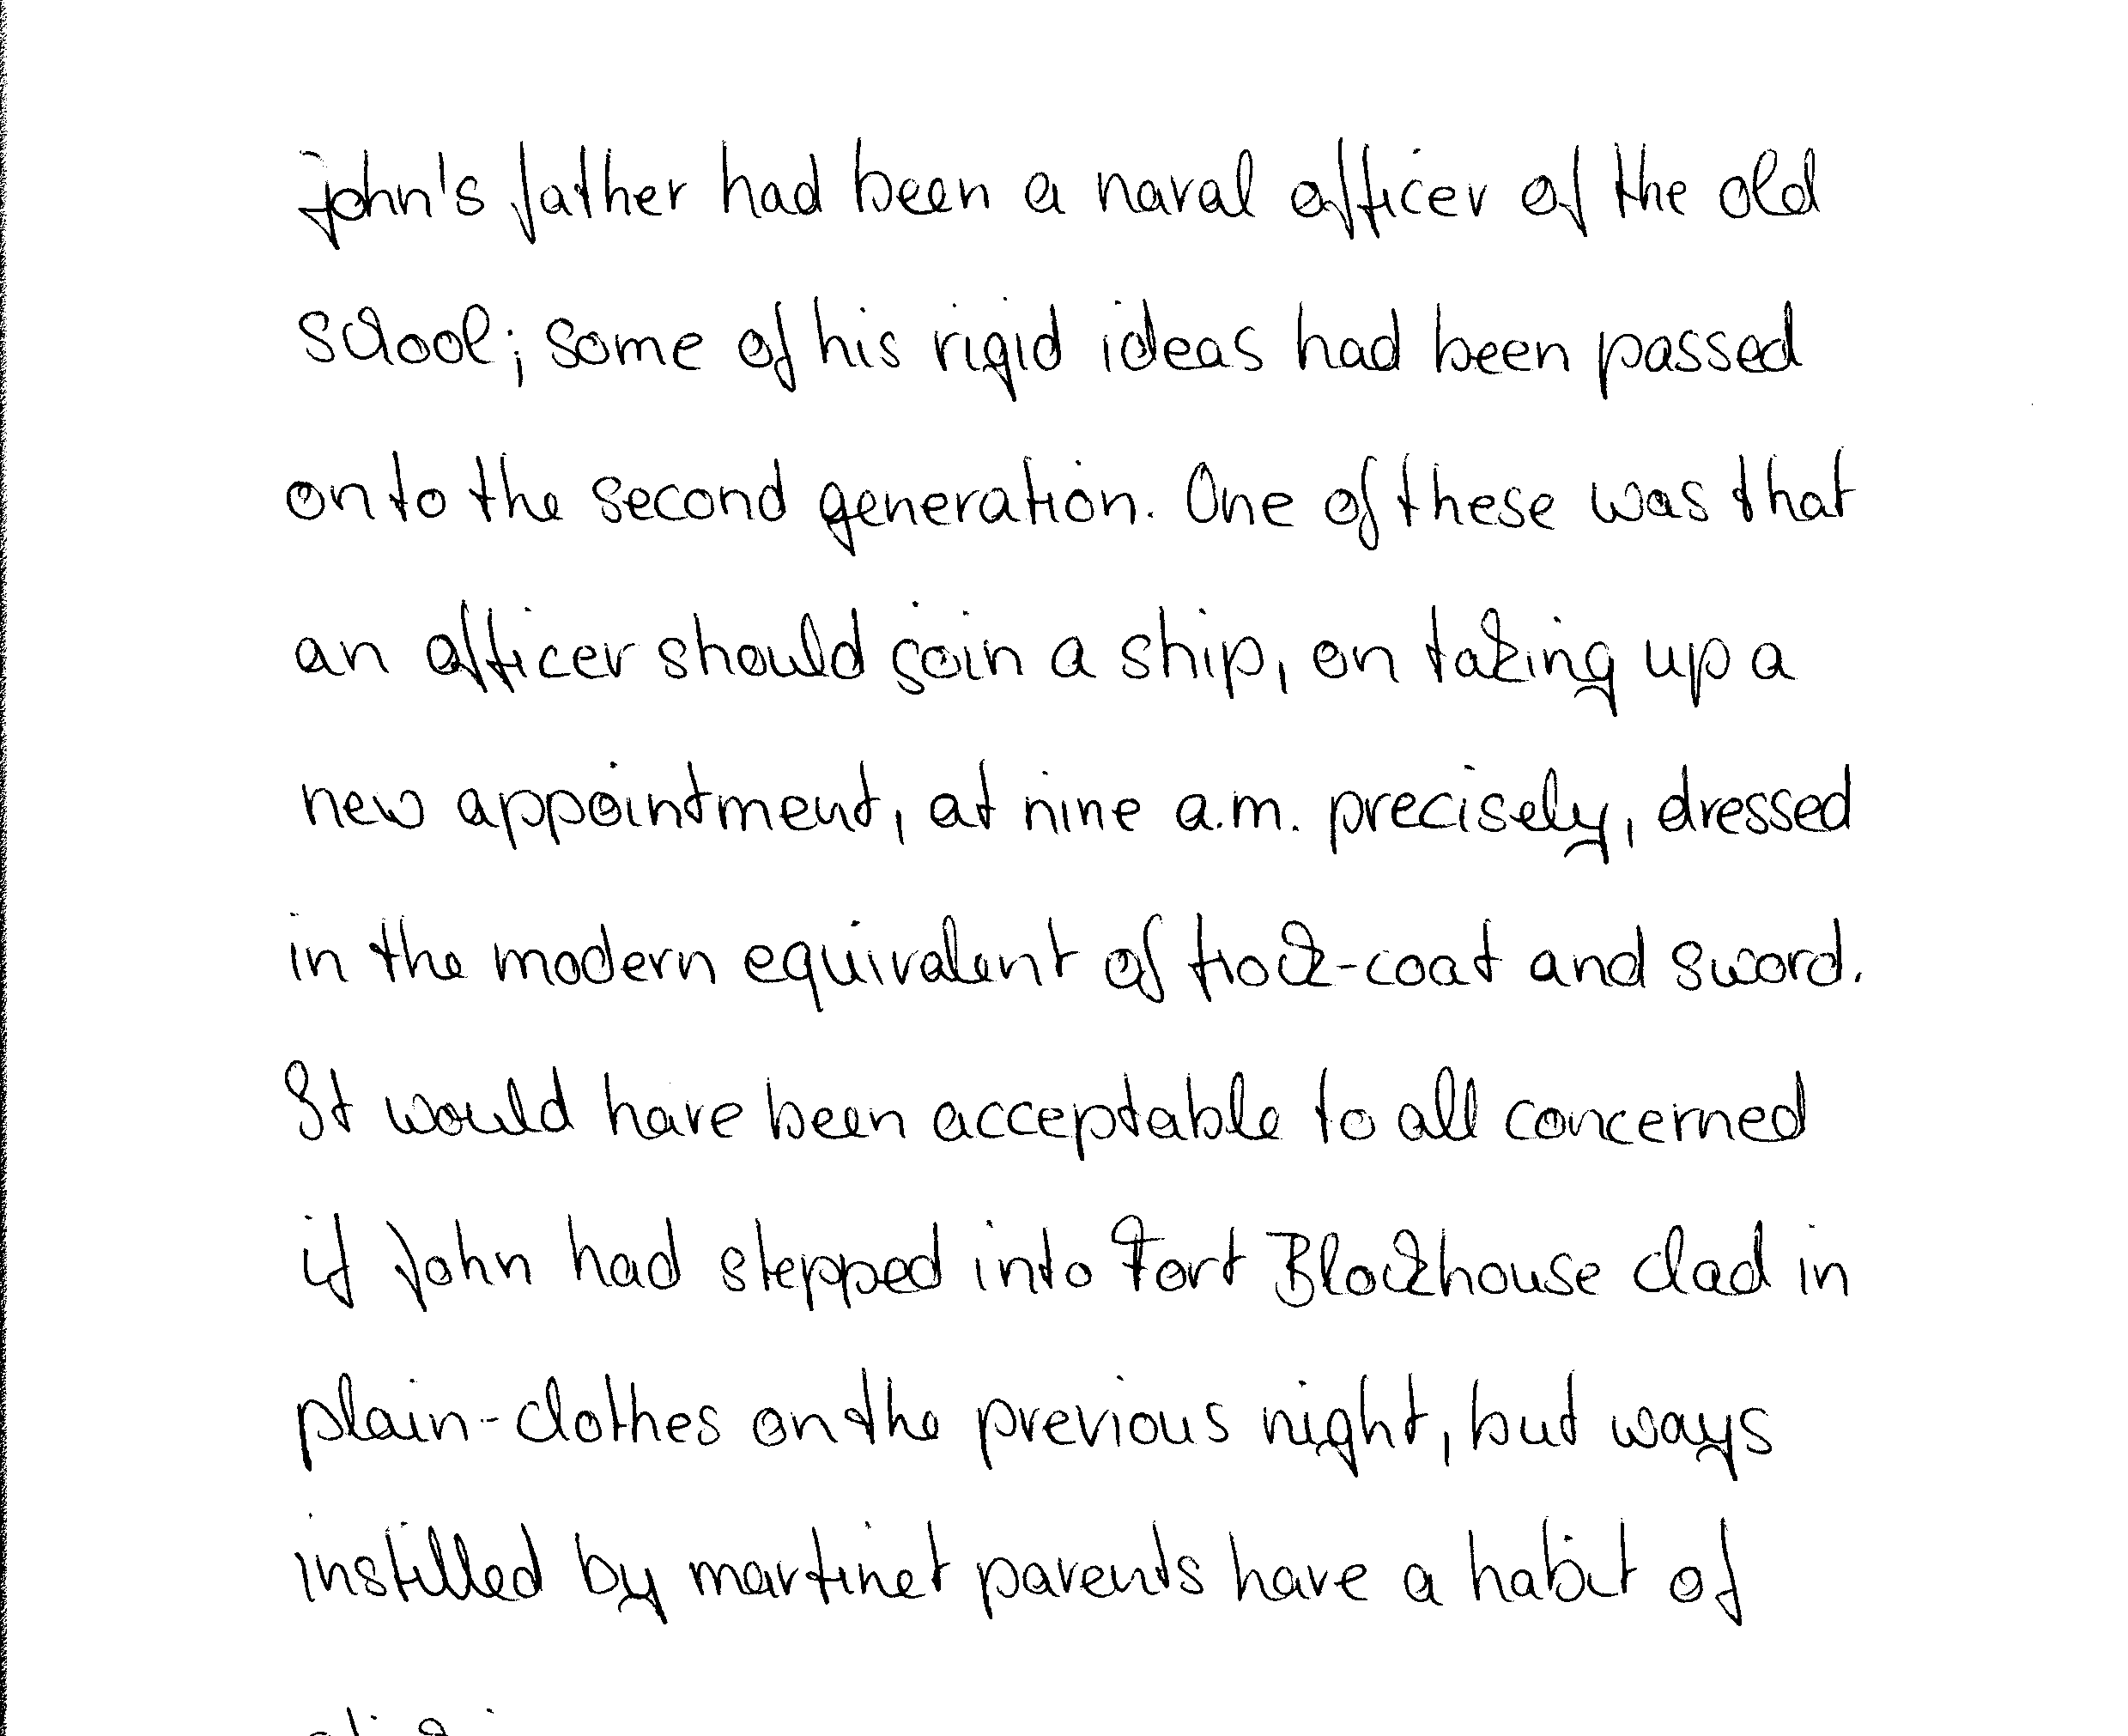 John's father had been a naval officer of the old
school; some of his rigid ideas had been passed
on to the second generation. One of these was that
an officer should join a ship, on taking up a
new appointment, at nine a.m. precisely, dressed
in the modern equivalent of frock-coat and sword.
It would have been acceptable to all concerned
if John had stepped into Fort Blockhouse clad in
plain-clothes on the previous night, but ways
instilled by martinet parents have a habit of